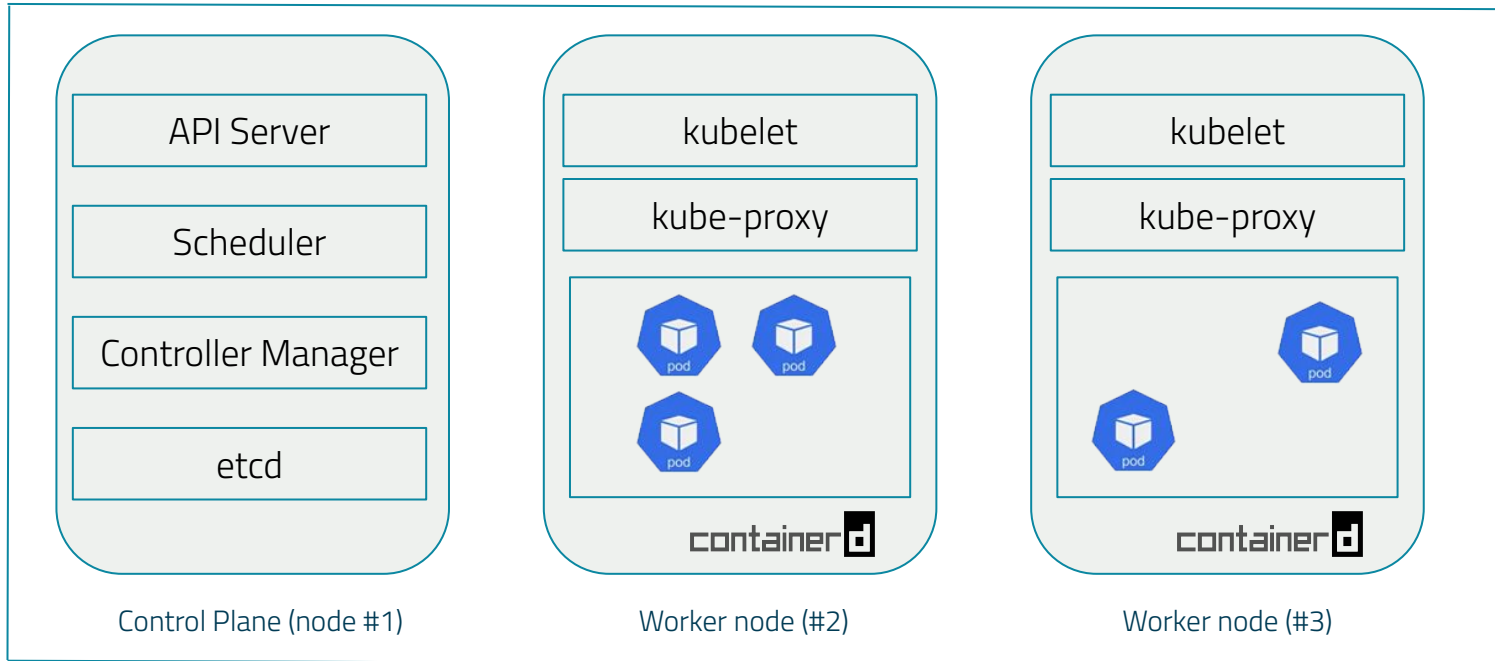 API Server
Scheduler
Controller Manager
etcd
Control Plane (node #1)
kubelet
kube-proxy
pod
pod
pod
containerd
Worker node (#2)
kubelet
kube-proxy
pod
pod
containerd
Worker node (#3)